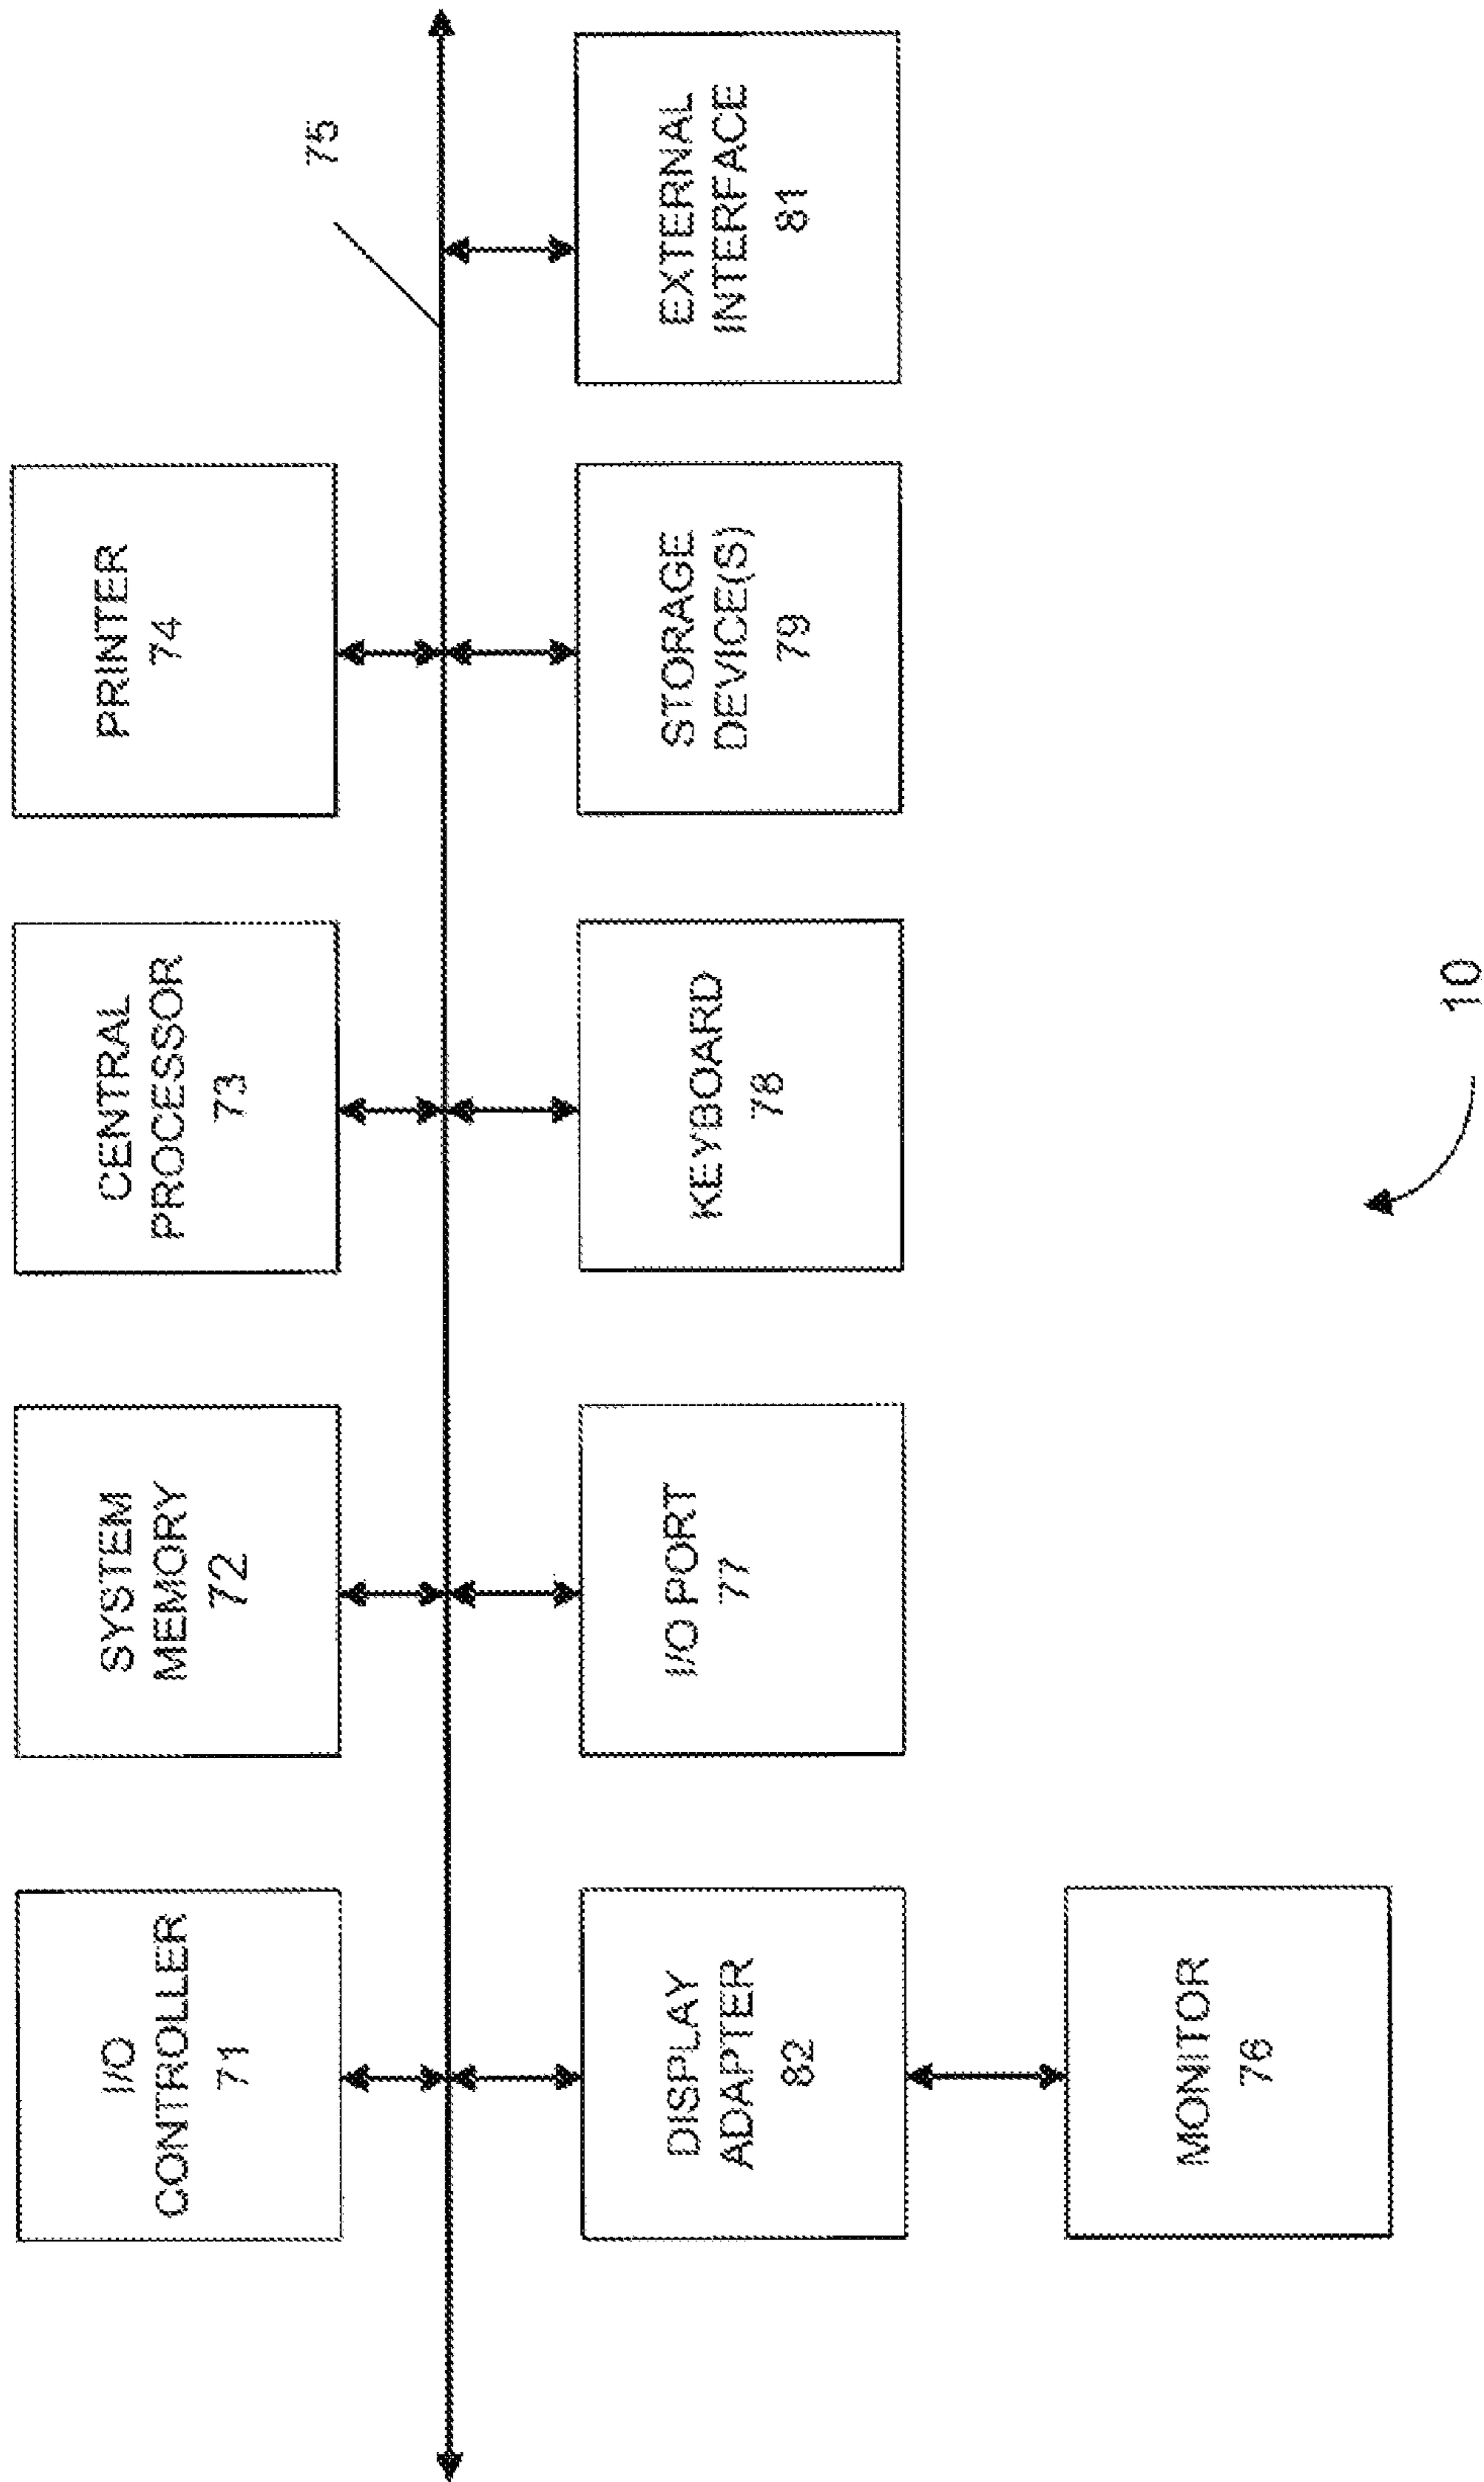 I/O
CONTROLLER
71
SYSTEM
MEMORY
72
CENTRAL
PROCESSOR
73
PRINTER
74
75
DISPLAY
ADAPTER
82
I/O PORT
77
KEYBOARD
78
STORAGE
DEVICE(S)
79
EXTERNAL
INTERFACE
81
MONITOR
76
10